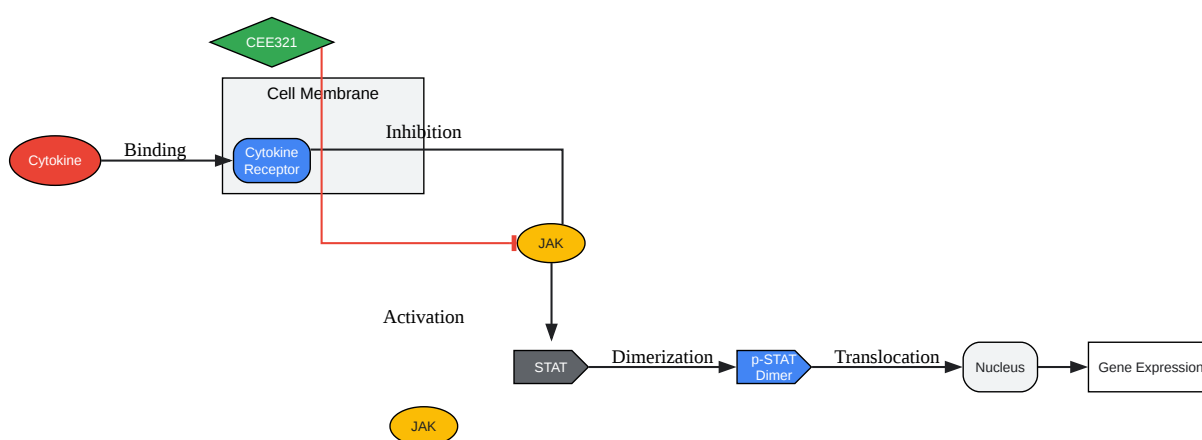 CEE321
Cell Membrane
Inhibition
Cytokine
Binding
Cytokine
Receptor
JAK
Activation
STAT
Dimerization
p-STAT
Dimer
Translocation
Nucleus
Gene Expression
JAK